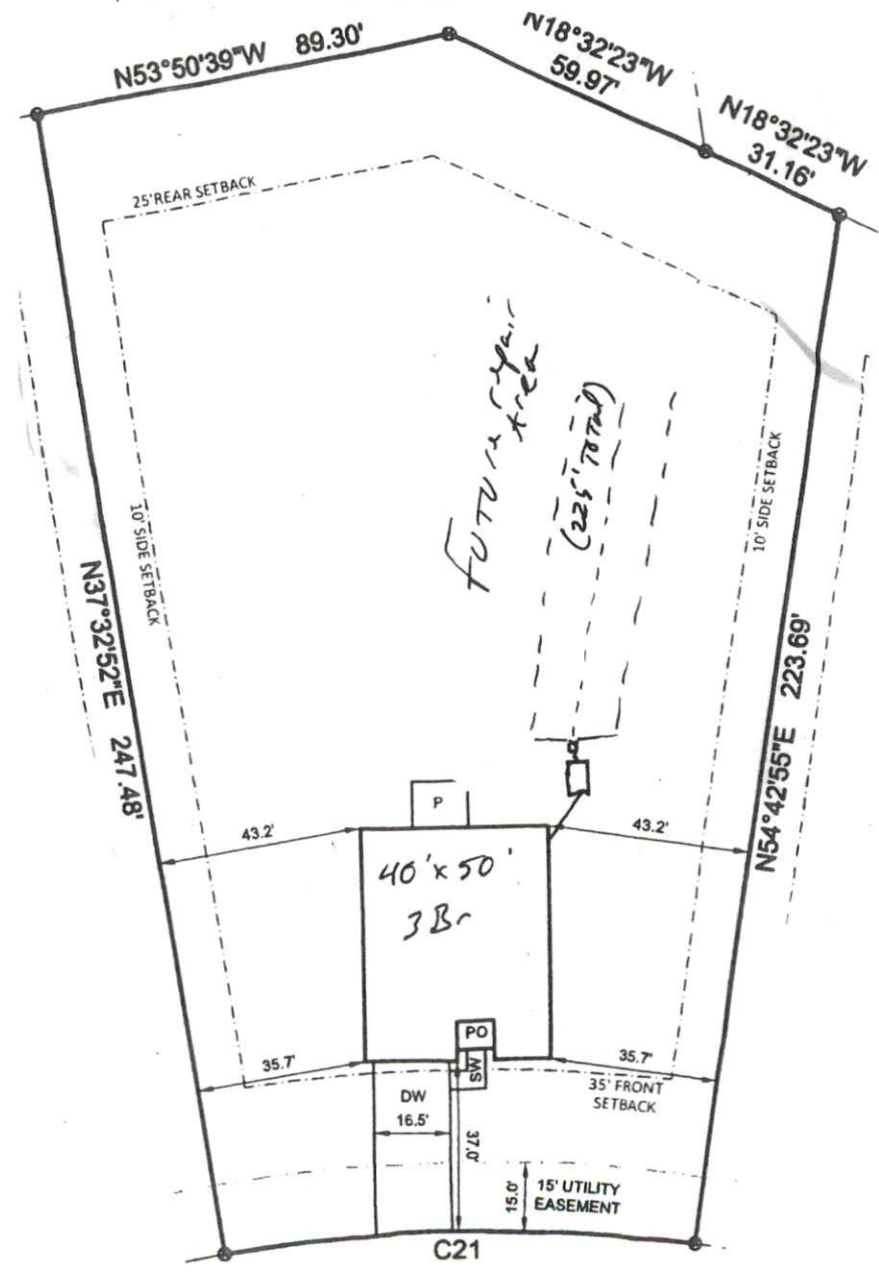 N53°50'39"W 89.30'
N18°32'23"W
59.97'
N18°32'23"W
31.16'
25'REAR SETBACK
Future repair
Area
(225' Total)
10' SIDE SETBACK
10' SIDE SETBACK
N37°32'52"E 247.48'
N54°42'55"E 223.69'
P
43.2'
43.2'
40'x50'
3 Br
PO
SW
35.7'
35.7'
35' FRONT
SETBACK
DW
16.5'
37.0'
15.0'
15' UTILITY
EASEMENT
C21